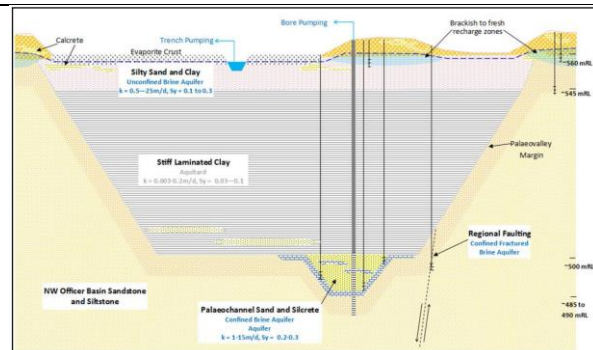 Bore Pumping
Brackish to fresh
recharge zones
Calcrete
Trench Pumping
Evaporite Crust
~560 mRL
Silty Sand and Clay
Unconfined Brine Aquifer
k = 0.5—25m/d, Sy = 0.1 to 0.3
~545
mRL
Palaeovalley
Margin
Stiff Laminated Clay
Aquitard
k = 0.003-0.2m/d, Sy = 0.03—0.1
Regional Faulting
Confined Fractured
Brine Aquifer
~500
mRL
NW Officer Basin Sandstone
and Siltstone
Palaeochannel Sand and Silcrete
Confined Brine Aquifer
Aquifer
k = 1-15m/d, Sy = 0.2-0.3
~485 to
490 mRL